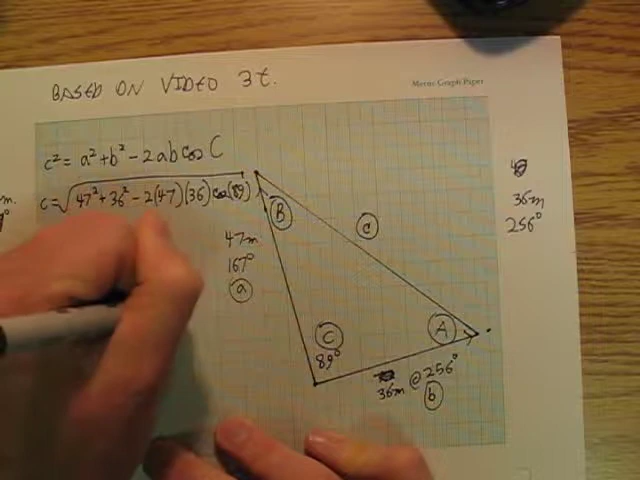 BASED ON VIDEO 3t.
Metric Graph Paper
c² = a² + b² - 2ab cos C
c = √47² + 36² - 2(47)(36) cos(89)
B
c
47m
167°
a
C
89°
A
36m @ 256°
b
36m
256°
m.